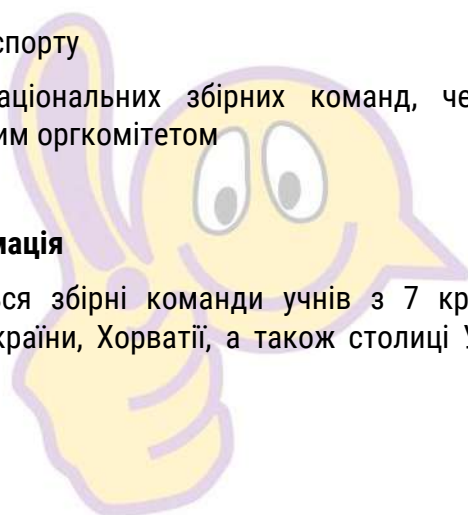 спорту
аціональних збірних команд, че
им оргкомітетом
мація
ся збірні команди учнів з 7 кр
країни, Хорватії, а також столиці У